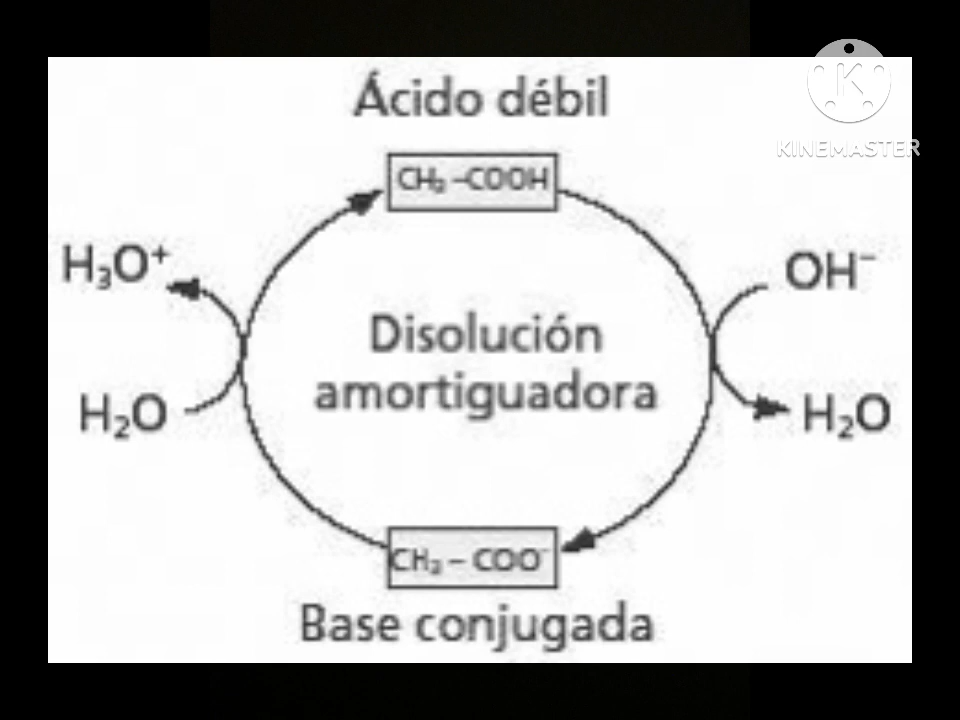 Ácido débil
K
KINEMASTER
CH₃ –COOH
H₃O⁺
OH⁻
Disolución
amortiguadora
H₂O
H₂O
CH₃ – COO⁻
Base conjugada